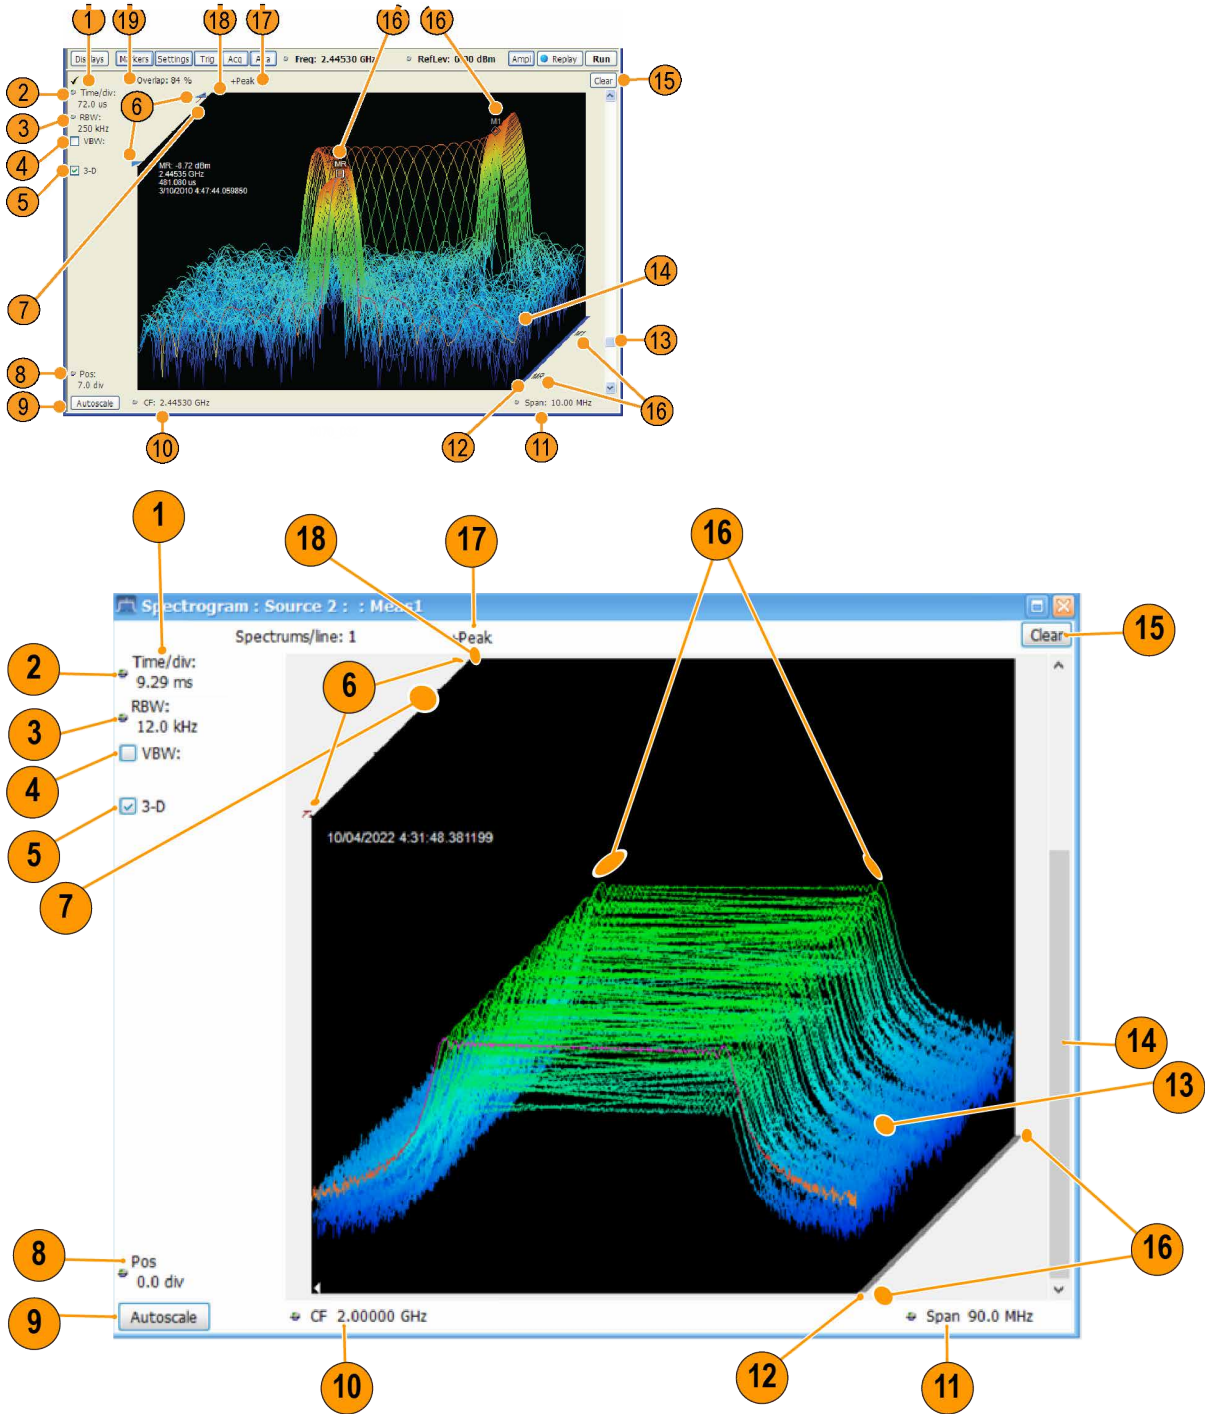 1 19 18 17 16 16
Displays Markers Settings Trig Acq Freq: 2.44530 GHz RefLev: 0.00 dBm Ampl Replay Run
Overlap: 84 % +Peak Clear 15
2 Time/div:
72.0 us
6
3 RBW:
250 kHz
4 VBW:
5 3-D
M1
16
MR
MR: -8.72 dBm
2.44535 GHz
481.080 us
3/10/2010 4:47:44.059850
7
14
M1
13
8 Pos:
7.0 div
MR
9 Autoscale CF: 2.44530 GHz Span: 10.00 MHz
16
10 12 11
1 18 17 16
Spectrogram : Source 2 : : Meas1
Spectrums/line: 1 +Peak Clear 15
2 Time/div:
9.29 ms
6
3 RBW:
12.0 kHz
4 VBW:
5 3-D
10/04/2022 4:31:48.381199
7
14
13
8 Pos
0.0 div
16
9 Autoscale CF 2.00000 GHz Span 90.0 MHz
10 12 11